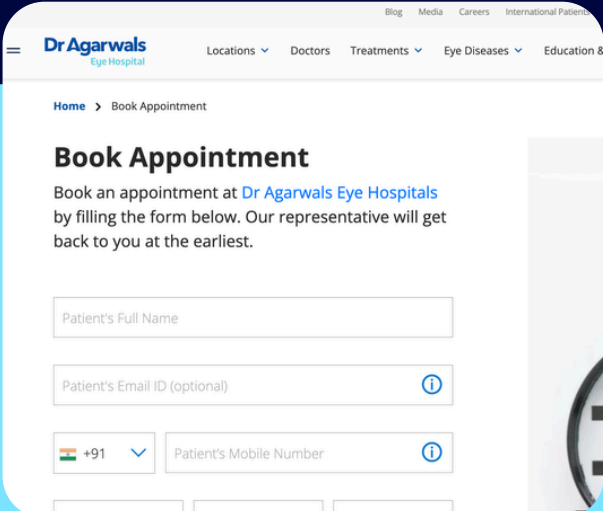 Blog Media Careers International Patients
Dr Agarwals
Eye Hospital
Locations Doctors Treatments Eye Diseases Education &
Home > Book Appointment
Book Appointment
Book an appointment at Dr Agarwals Eye Hospitals
by filling the form below. Our representative will get
back to you at the earliest.
Patient's Full Name
Patient's Email ID (optional)
+91 Patient's Mobile Number